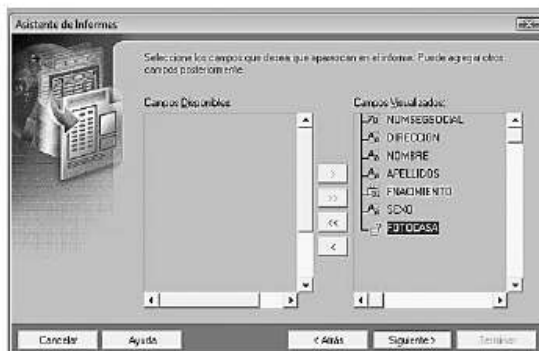 Asistente de Informes
Seleccione los campos que desea que aparezcan en el informe. Puede agregar otros
campos posteriormente.
Campos Disponibles:
Campos Visualizados:
NUMSEGSOCIAL
DIRECCION
NOMBRE
APELLIDOS
FNACIMIENTO
SEXO
FOTOCASA
>
>>
<<
<
Cancelar
Ayuda
< Atrás
Siguiente >
Terminar